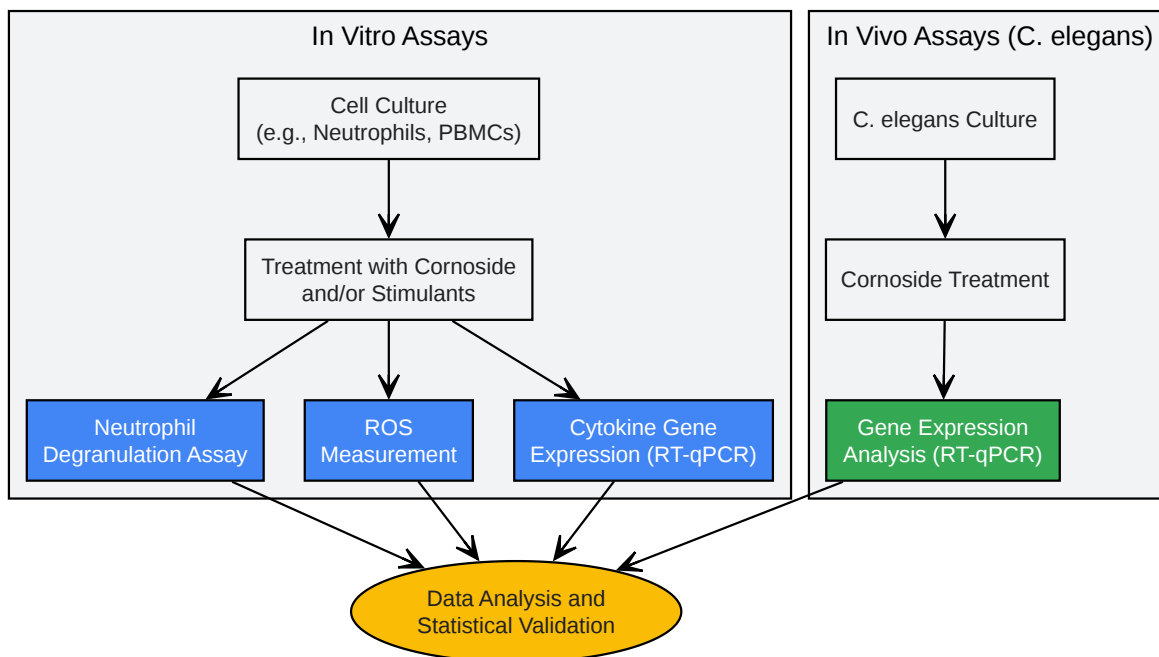 In Vitro Assays
Cell Culture
(e.g., Neutrophils, PBMCs)
Treatment with Cornoside
and/or Stimulants
Neutrophil
Degranulation Assay
ROS
Measurement
Cytokine Gene
Expression (RT-qPCR)
In Vivo Assays (C. elegans)
C. elegans Culture
Cornoside Treatment
Gene Expression
Analysis (RT-qPCR)
Data Analysis and
Statistical Validation